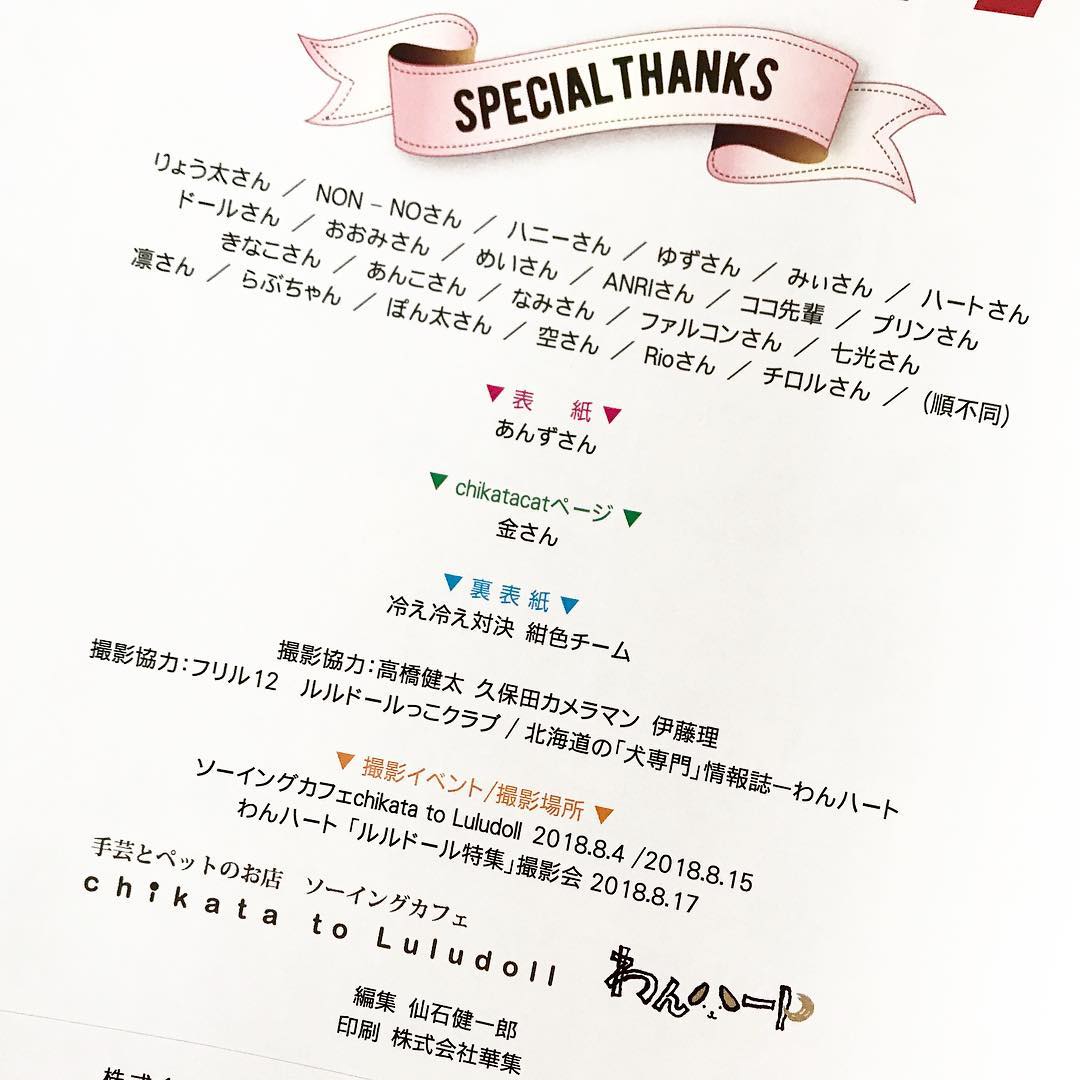 SPECIAL THANKS
りょう太さん ／ NON－NOさん ／ ハニーさん ／ ゆずさん ／ みぃさん ／ ハートさん
ドールさん ／ おおみさん ／ めいさん ／ ANRIさん ／ ココ先輩 ／ プリンさん
きなこさん ／ あんこさん ／ なみさん ／ ファルコンさん ／ 七光さん
凛さん ／ らぶちゃん ／ ぽん太さん ／ 空さん ／ Rioさん ／ チロルさん ／ （順不同）
▼ 表　紙 ▼
あんずさん
▼ chikatacatページ ▼
金さん
▼ 裏表紙 ▼
冷え冷え対決 紺色チーム
撮影協力：高橋健太 久保田カメラマン 伊藤理
撮影協力：フリル12　ルルドールっこクラブ / 北海道の「犬専門」情報誌ーわんハート
▼ 撮影イベント/撮影場所 ▼
ソーイングカフェchikata to Luludoll 2018.8.4 /2018.8.15
わんハート「ルルドール特集」撮影会 2018.8.17
手芸とペットのお店　ソーイングカフェ
chikata to Luludoll
わんハート
編集 仙石健一郎
印刷 株式会社華集